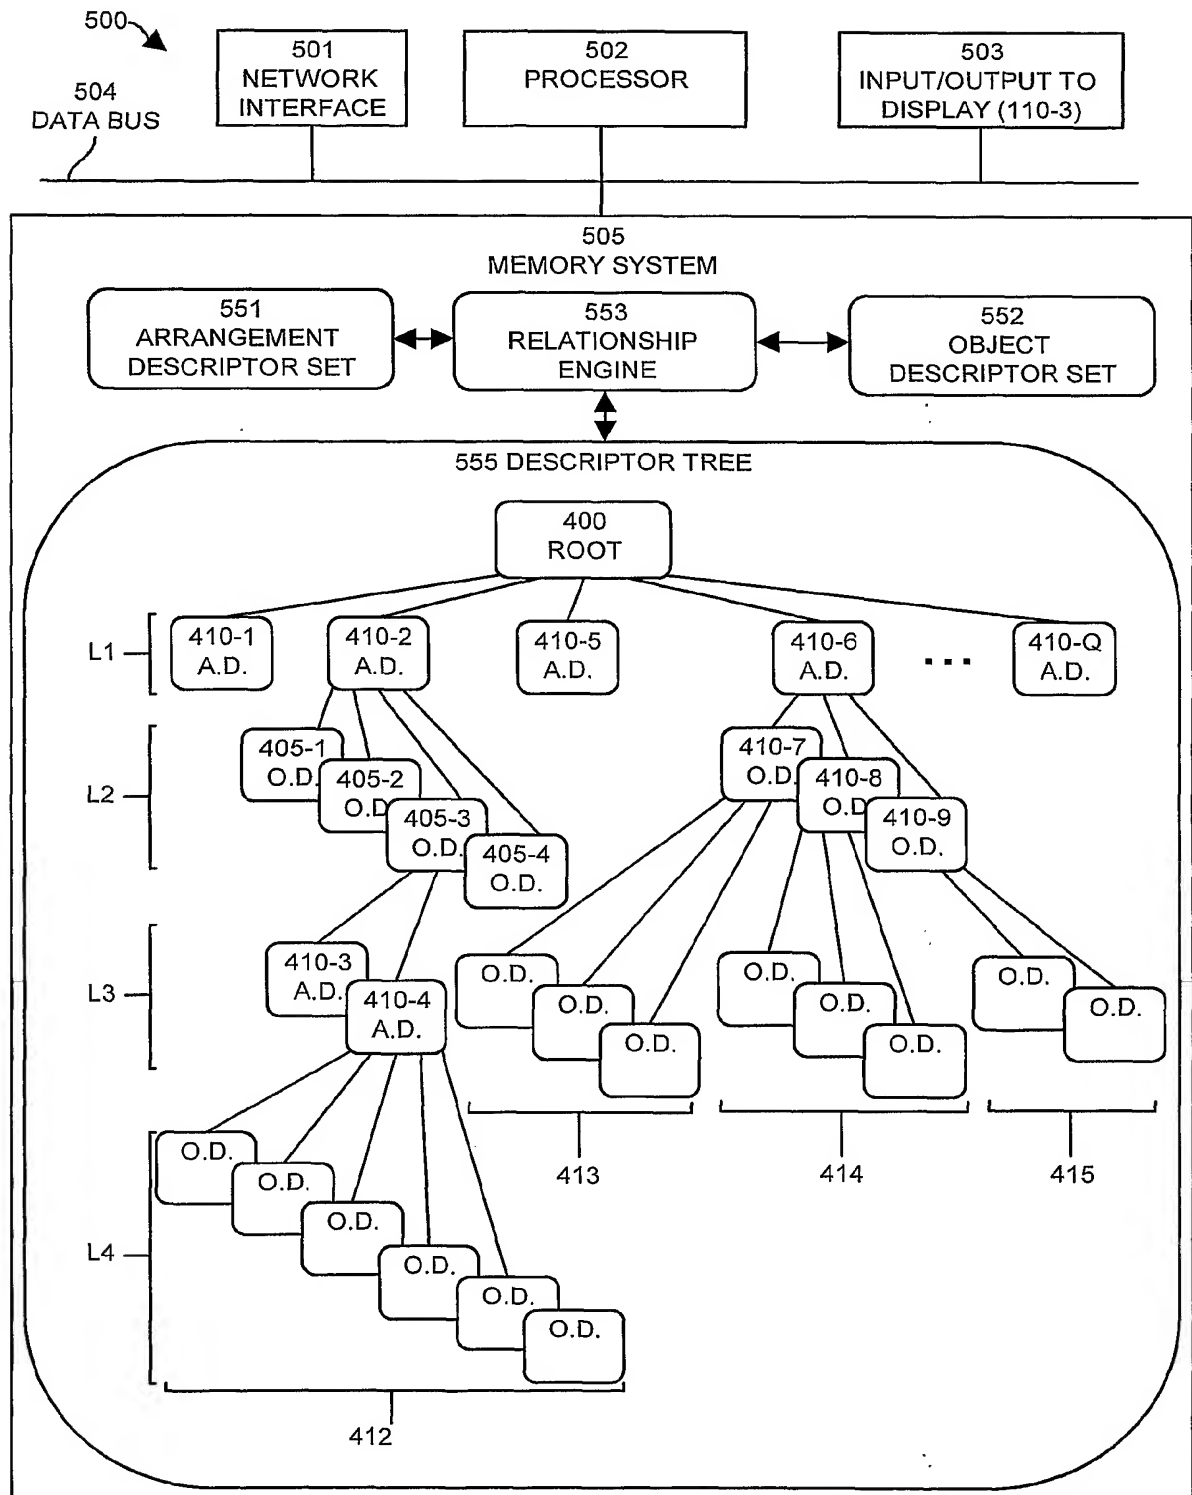 500
501
NETWORK
INTERFACE
502
PROCESSOR
503
INPUT/OUTPUT TO
DISPLAY (110-3)
504
DATA BUS
505
MEMORY SYSTEM
551
ARRANGEMENT
DESCRIPTOR SET
553
RELATIONSHIP
ENGINE
552
OBJECT
DESCRIPTOR SET
555 DESCRIPTOR TREE
400
ROOT
L1
410-1
A.D.
410-2
A.D.
410-5
A.D.
410-6
A.D.
...
410-Q
A.D.
L2
405-1
O.D.
405-2
O.D
405-3
O.D.
405-4
O.D.
410-7
O.D.
410-8
O.D
410-9
O.D.
L3
410-3
A.D.
410-4
A.D.
O.D.
O.D.
O.D.
O.D.
O.D.
O.D.
O.D.
O.D.
413
414
415
L4
O.D.
O.D.
O.D.
O.D.
O.D.
O.D.
412